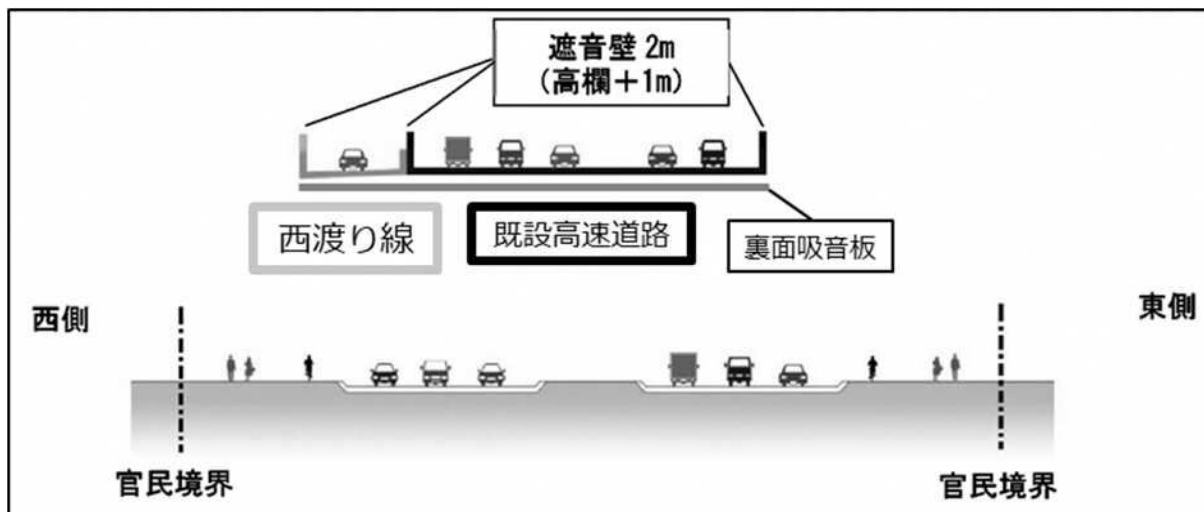 遮音壁 2m
(高欄+1m)
西渡り線
既設高速道路
裏面吸音板
西側
東側
官民境界
官民境界